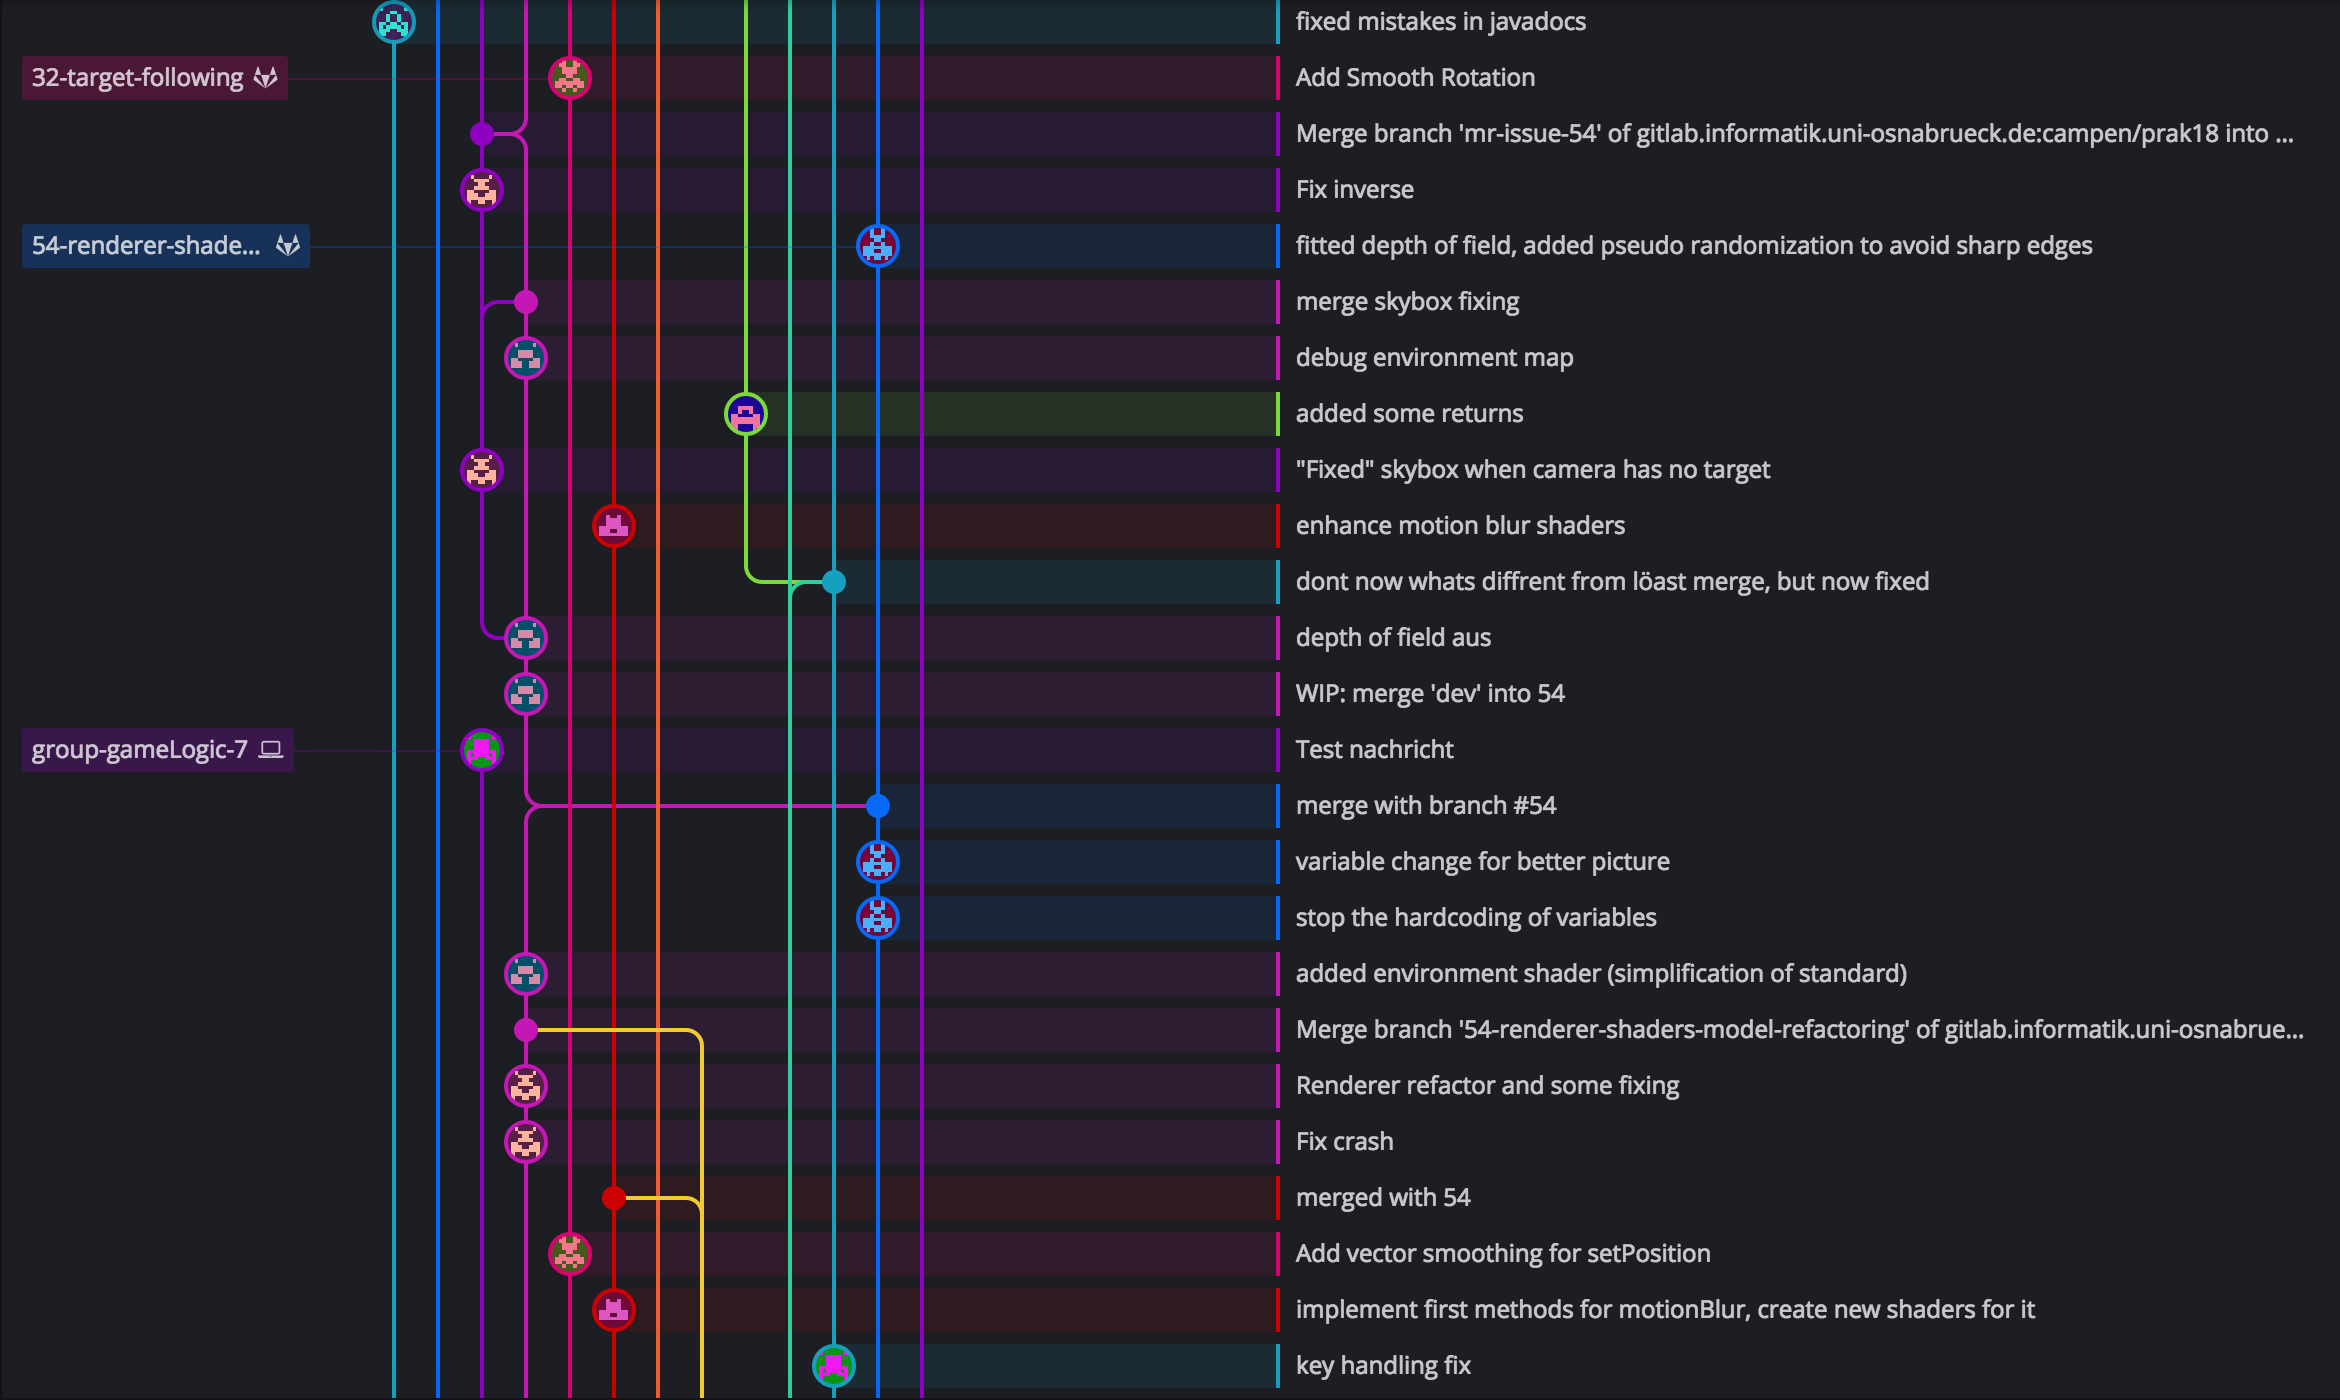 fixed mistakes in javadocs
32-target-following
Add Smooth Rotation
Merge branch 'mr-issue-54' of gitlab.informatik.uni-osnabrueck.de:campen/prak18 into ...
Fix inverse
54-renderer-shade...
fitted depth of field, added pseudo randomization to avoid sharp edges
merge skybox fixing
debug environment map
added some returns
"Fixed" skybox when camera has no target
enhance motion blur shaders
dont now whats diffrent from löast merge, but now fixed
depth of field aus
WIP: merge 'dev' into 54
group-gameLogic-7
Test nachricht
merge with branch #54
variable change for better picture
stop the hardcoding of variables
added environment shader (simplification of standard)
Merge branch '54-renderer-shaders-model-refactoring' of gitlab.informatik.uni-osnabrue...
Renderer refactor and some fixing
Fix crash
merged with 54
Add vector smoothing for setPosition
implement first methods for motionBlur, create new shaders for it
key handling fix